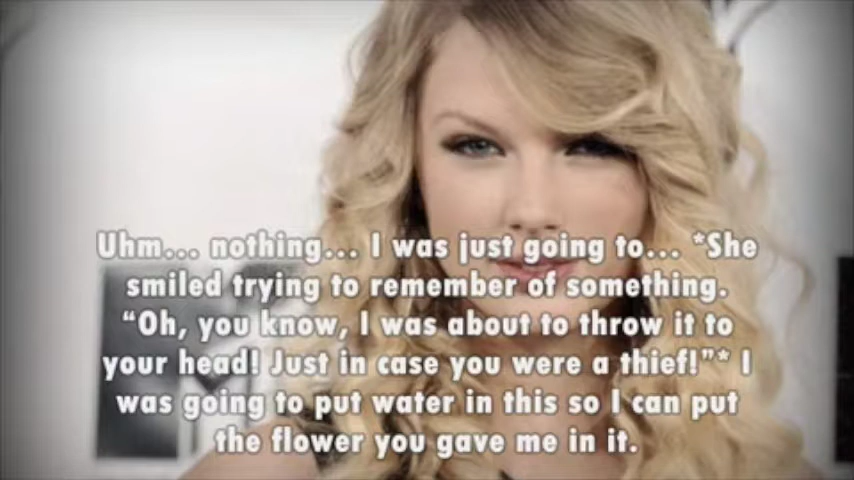 Uhm... nothing... I was just going to... *She
smiled trying to remember of something.
“Oh, you know, I was about to throw it to
your head! Just in case you were a thief!”* I
was going to put water in this so I can put
the flower you gave me in it.